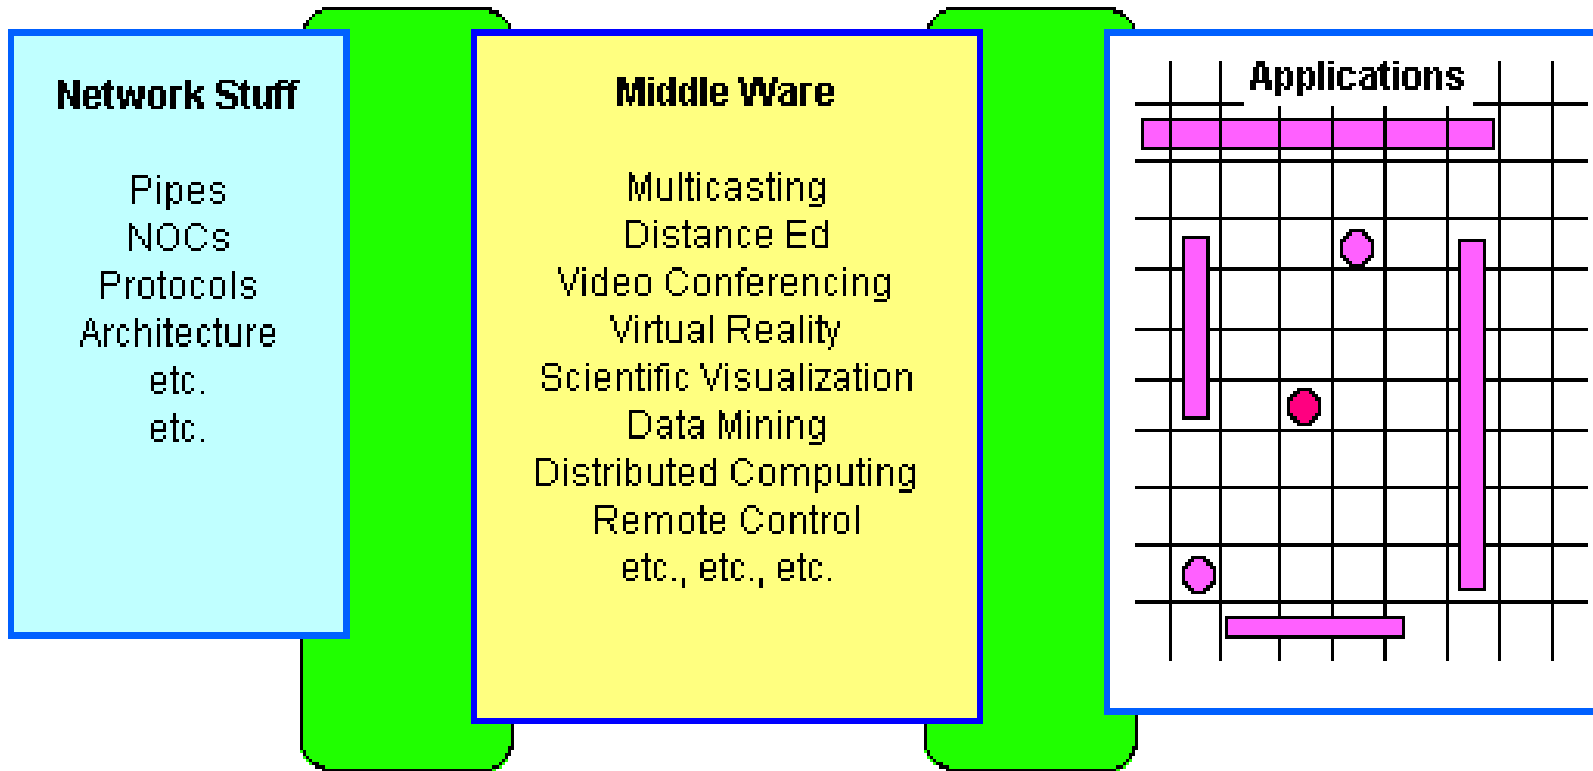 Network Stuff
Pipes
NOCs
Protocols
Architecture
etc.
etc.
Middle Ware
Multicasting
Distance Ed
Video Conferencing
Virtual Reality
Scientific Visualization
Data Mining
Distributed Computing
Remote Control
etc., etc., etc.
Applications